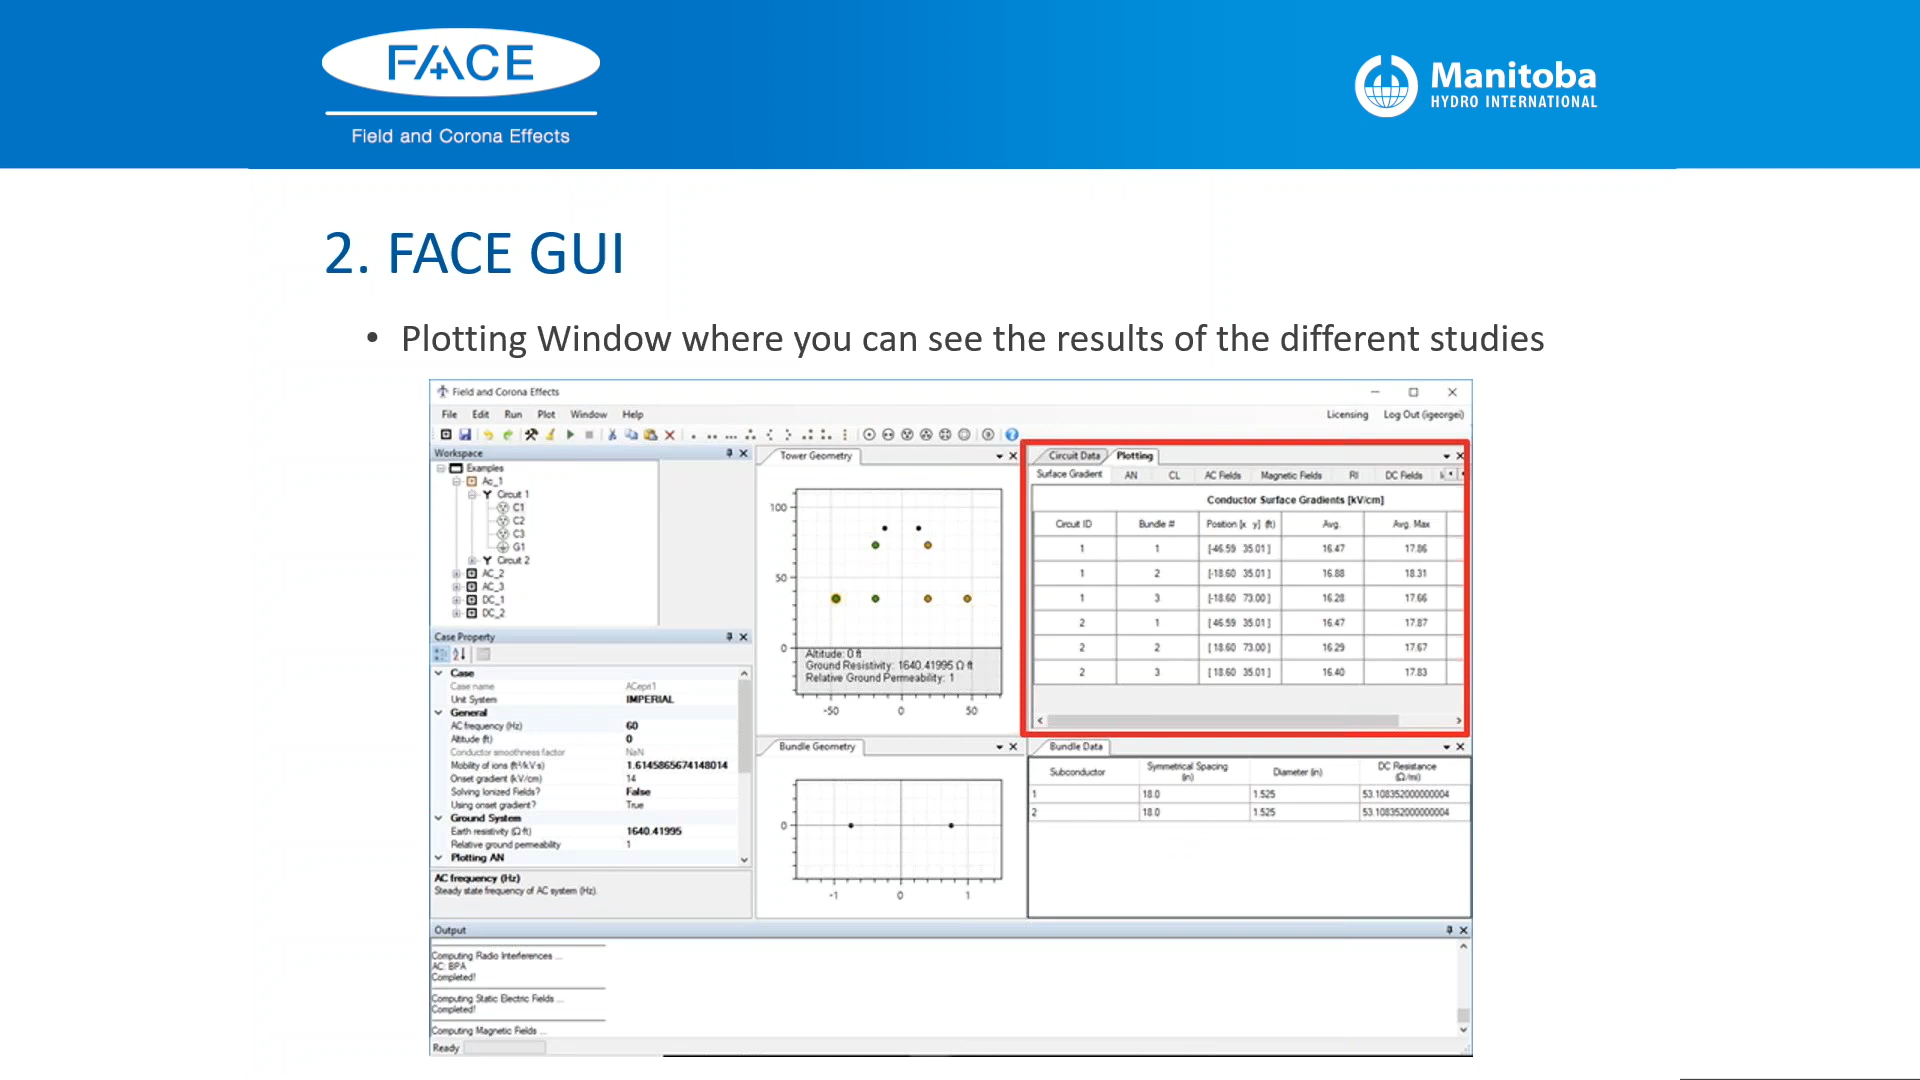 FACE
Field and Corona Effects
Manitoba
HYDRO INTERNATIONAL
2. FACE GUI
• Plotting Window where you can see the results of the different studies
Field and Corona Effects
File Edit Run Plot Window Help
Licensing Log Out (igeorgei)
Workspace
Examples
Ac_1
Circuit 1
C1
C2
C3
G1
Circuit 2
AC_2
AC_3
DC_1
DC_2
Case Property
Case
Case name ACepri1
Unit System IMPERIAL
General
AC frequency (Hz) 60
Altitude (ft) 0
Conductor smoothness factor NaN
Mobility of ions (ft²/kV·s) 1.6145865674148014
Onset gradient (kV/cm) 14
Solving Ionized Fields? False
Using onset gradient? True
Ground System
Earth resistivity (Ω·ft) 1640.41995
Relative ground permeability 1
Plotting AN
AC frequency (Hz)
Steady state frequency of AC system (Hz).
Tower Geometry
100
50
0
Altitude: 0 ft
Ground Resistivity: 1640.41995 Ω·ft
Relative Ground Permeability: 1
-50 0 50
Bundle Geometry
0
-1 0 1
Circuit Data Plotting
Surface Gradient AN CL AC Fields Magnetic Fields RI DC Fields
Conductor Surface Gradients [kV/cm]
Circuit ID Bundle # Position [x y] (ft) Avg. Avg. Max
1 1 [-46.59 35.01 ] 16.47 17.86
1 2 [-18.60 35.01 ] 16.88 18.31
1 3 [-18.60 73.00 ] 16.28 17.66
2 1 [ 46.59 35.01 ] 16.47 17.87
2 2 [ 18.60 73.00 ] 16.29 17.67
2 3 [ 18.60 35.01 ] 16.40 17.83
Bundle Data
Subconductor Symmetrical Spacing (in) Diameter (in) DC Resistance (Ω/mi)
1 18.0 1.525 53.108352000000004
2 18.0 1.525 53.108352000000004
Output
Computing Radio Interferences ...
AC: BPA
Completed!
Computing Static Electric Fields ...
Completed!
Computing Magnetic Fields ...
Ready